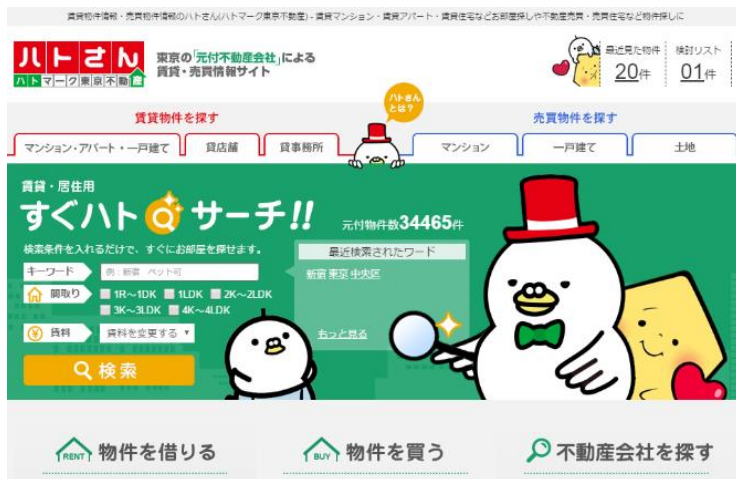 賃貸物件情報・売買物件情報のハトさん(ハトマーク東京不動産) - 賃貸マンション・賃貸アパート・賃貸住宅などお部屋探しや不動産売買・売買住宅など物件探しに
ハトさん
ハトマーク東京不動産
東京の「元付不動産会社」による
賃貸・売買情報サイト
最近見た物件
20件
検討リスト
01件
ハトさん
とは?
賃貸物件を探す
売買物件を探す
マンション・アパート・一戸建て
貸店舗
貸事務所
マンション
一戸建て
土地
賃貸・居住用
すぐハトサーチ!!
元付物件数34465件
検索条件を入れるだけで、すぐにお部屋を探せます。
キーワード
例:新宿 ペット可
間取り
1R~1DK 1LDK 2K~2LDK
3K~3LDK 4K~4LDK
賃料
賃料を変更する
検索
最近検索されたワード
新宿 東京 中央区
もっと見る
RENT 物件を借りる
BUY 物件を買う
不動産会社を探す